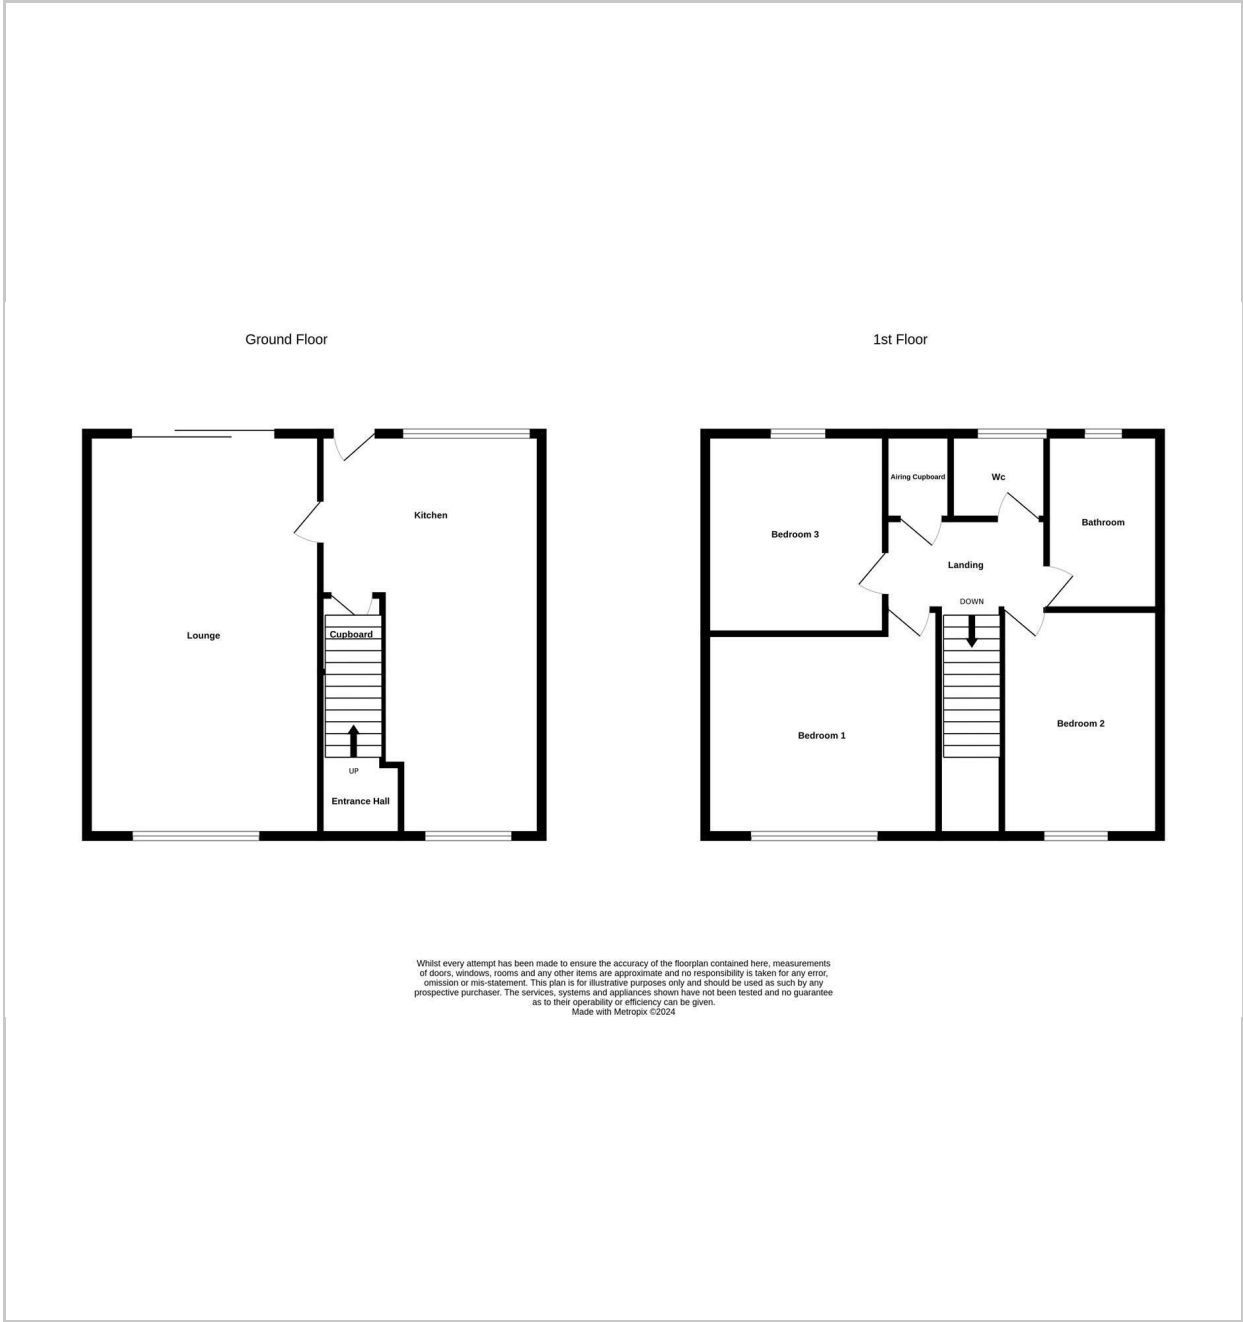 Ground Floor
1st Floor
Lounge
Kitchen
Cupboard
UP
Entrance Hall
Bedroom 3
Airing Cupboard
Wc
Bathroom
Landing
DOWN
Bedroom 1
Bedroom 2
Whilst every attempt has been made to ensure the accuracy of the floorplan contained here, measurements
of doors, windows, rooms and any other items are approximate and no responsibility is taken for any error,
omission or mis-statement. This plan is for illustrative purposes only and should be used as such by any
prospective purchaser. The services, systems and appliances shown have not been tested and no guarantee
as to their operability or efficiency can be given.
Made with Metropix ©2024